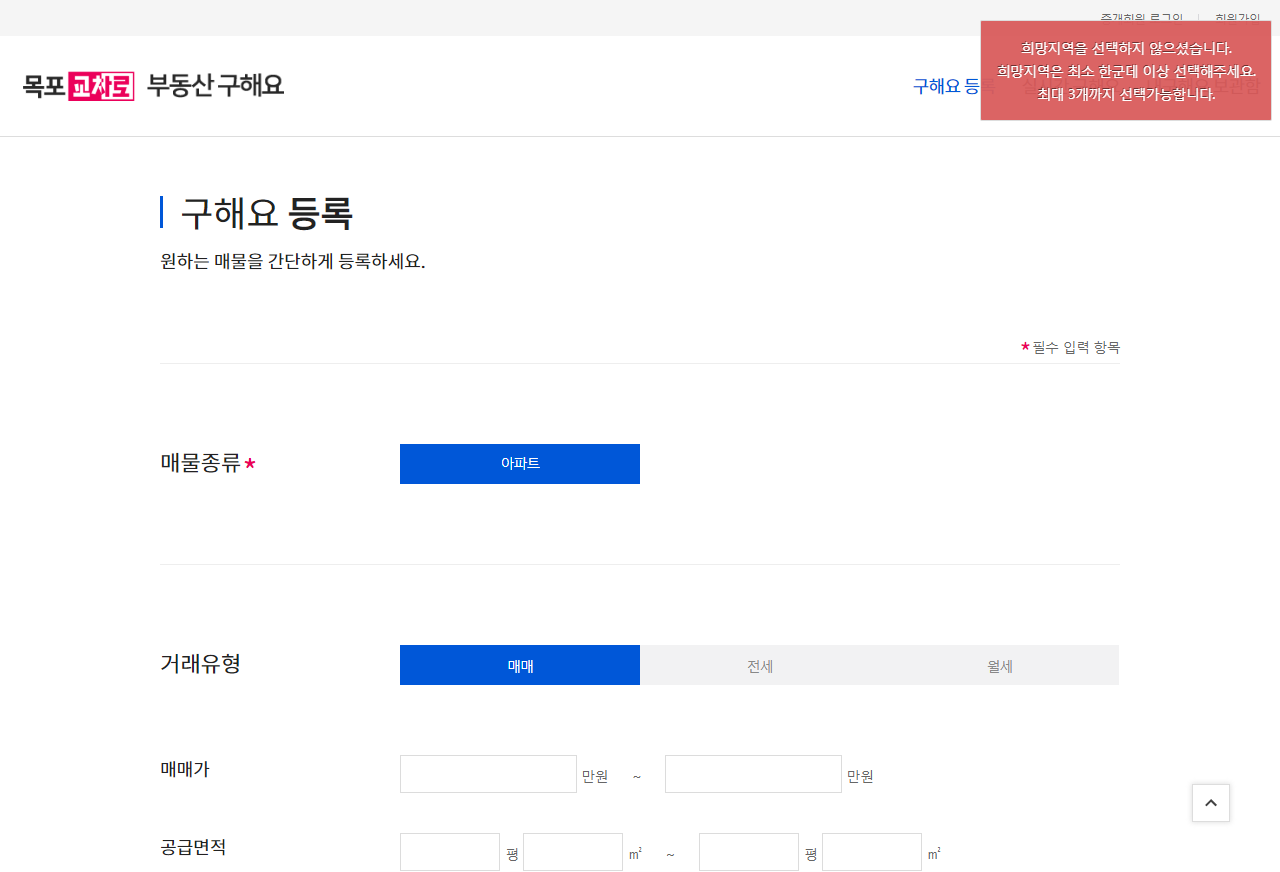 중개회원 로그인 회원가입
희망지역을 선택하지 않으셨습니다.
희망지역은 최소 한군데 이상 선택해주세요.
최대 3개까지 선택가능합니다.
목포 교차로 부동산 구해요
구해요 등록
구해요 등록
원하는 매물을 간단하게 등록하세요.
* 필수 입력 항목
매물종류 * 아파트
거래유형 매매 전세 월세
매매가 만원 ~ 만원
공급면적 평 ㎡ ~ 평 ㎡